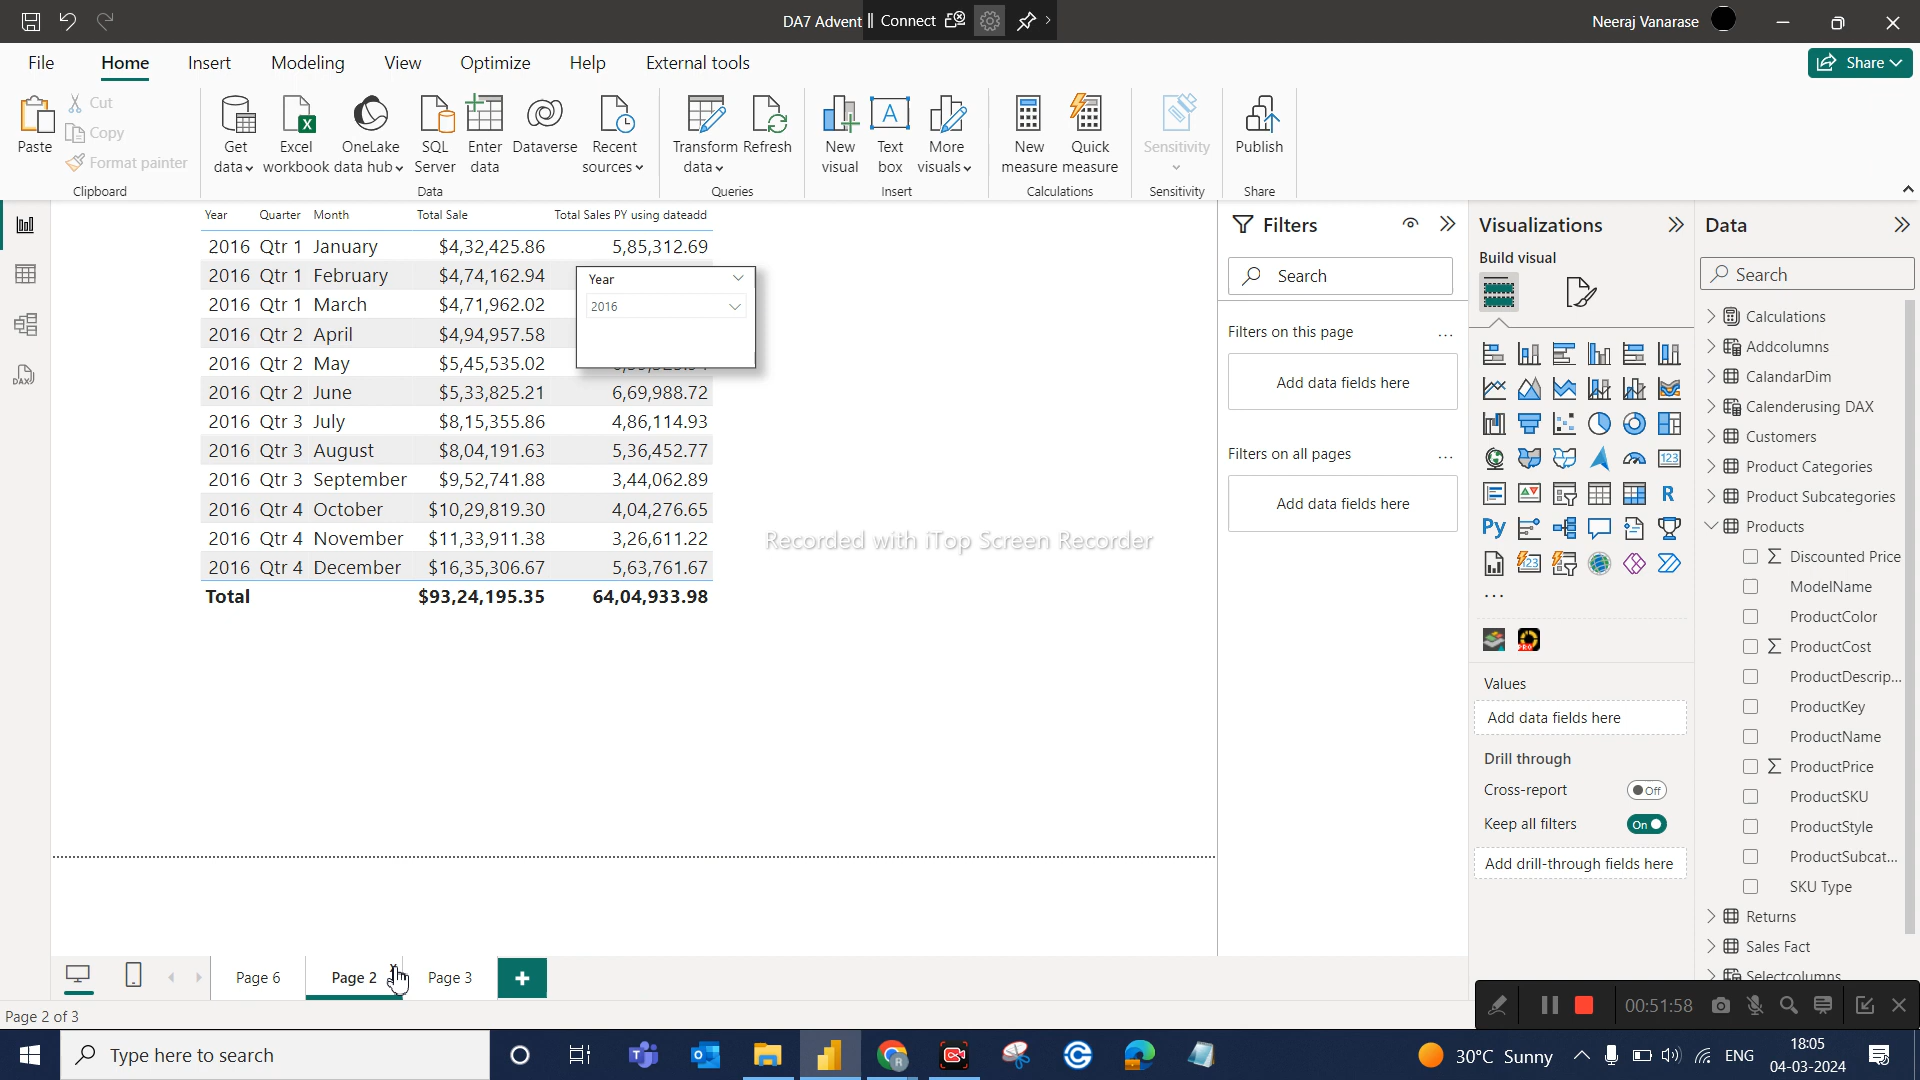 DA7 Advent
Connect
Neeraj Vanarase
File Home Insert Modeling View Optimize Help External tools
Share
Paste
Cut
Copy
Format painter
Clipboard
Get data
Excel workbook
OneLake data hub
SQL Server
Enter data
Dataverse
Recent sources
Data
Transform data
Refresh
Queries
New visual
Text box
More visuals
Insert
New measure
Quick measure
Calculations
Sensitivity
Sensitivity
Publish
Share
Year Quarter Month Total Sale Total Sales PY using dateadd
2016 Qtr 1 January $4,32,425.86 5,85,312.69
2016 Qtr 1 February $4,74,162.94
2016 Qtr 1 March $4,71,962.02
2016 Qtr 2 April $4,94,957.58
2016 Qtr 2 May $5,45,535.02
2016 Qtr 2 June $5,33,825.21 6,69,988.72
2016 Qtr 3 July $8,15,355.86 4,86,114.93
2016 Qtr 3 August $8,04,191.63 5,36,452.77
2016 Qtr 3 September $9,52,741.88 3,44,062.89
2016 Qtr 4 October $10,29,819.30 4,04,276.65
2016 Qtr 4 November $11,33,911.38 3,26,611.22
2016 Qtr 4 December $16,35,306.67 5,63,761.67
Total $93,24,195.35 64,04,933.98
Year
2016
Recorded with iTop Screen Recorder
Filters
Search
Filters on this page ...
Add data fields here
Filters on all pages ...
Add data fields here
Visualizations
Build visual
123
R
Py
123
...
PRO
Values
Add data fields here
Drill through
Cross-report Off
Keep all filters On
Add drill-through fields here
Data
Search
Calculations
Addcolumns
CalandarDim
Calenderusing DAX
Customers
Product Categories
Product Subcategories
Products
Discounted Price
ModelName
ProductColor
ProductCost
ProductDescrip...
ProductKey
ProductName
ProductPrice
ProductSKU
ProductStyle
ProductSubcat...
SKU Type
Returns
Sales Fact
Selectcolumns
DAX
Page 6 Page 2 Page 3
Page 2 of 3
00:51:58
Type here to search
30°C Sunny
ENG
18:05
04-03-2024